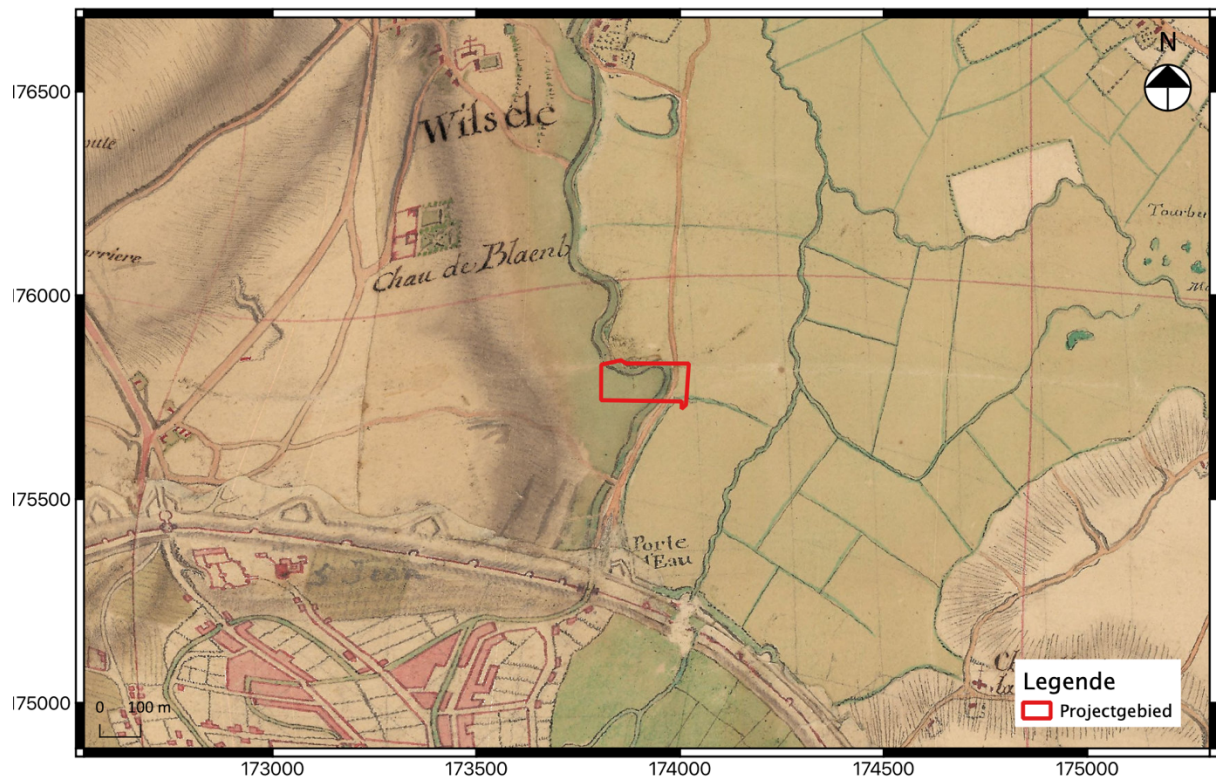 N
176500
Wilsele
Chau de Blaenb
Tourbu
176000
175500
Porte
d'Eau
S Jean
175000
0 100 m
Legende
Projectgebied
173000 173500 174000 174500 175000